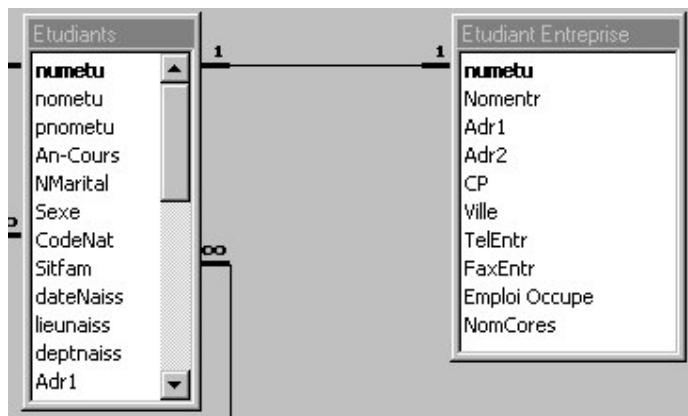 Etudiants
numetu
nometu
pnometu
An-Cours
NMarital
Sexe
CodeNat
Sitfam
dateNaiss
lieunaiss
deptnaiss
Adr1
1
∞
1
Etudiant Entreprise
numetu
Nomentr
Adr1
Adr2
CP
Ville
TelEntr
FaxEntr
Emploi Occupe
NomCores